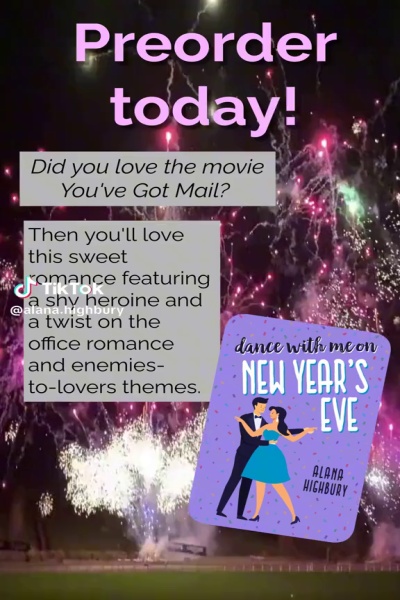 Preorder
today!
Did you love the movie
You've Got Mail?
Then you'll love
this sweet
romance featuring
TikTok
a shy heroine and
@alana.highbury
a twist on the
office romance
and enemies-
to-lovers themes.
dance with me on
NEW YEAR'S
EVE
ALANA
HIGHBURY